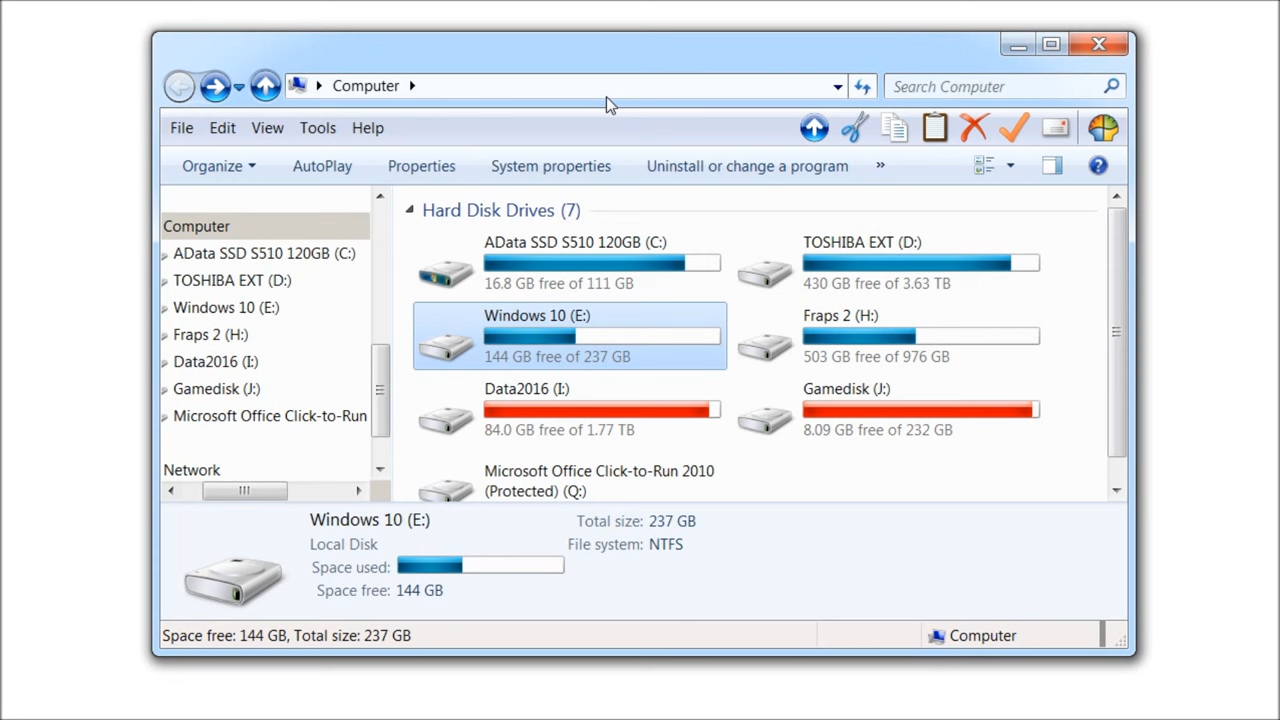 Computer
Search Computer
File Edit View Tools Help
Organize AutoPlay Properties System properties Uninstall or change a program »
Computer
AData SSD S510 120GB (C:)
TOSHIBA EXT (D:)
Windows 10 (E:)
Fraps 2 (H:)
Data2016 (I:)
Gamedisk (J:)
Microsoft Office Click-to-Run
Network
Hard Disk Drives (7)
AData SSD S510 120GB (C:)
16.8 GB free of 111 GB
TOSHIBA EXT (D:)
430 GB free of 3.63 TB
Windows 10 (E:)
144 GB free of 237 GB
Fraps 2 (H:)
503 GB free of 976 GB
Data2016 (I:)
84.0 GB free of 1.77 TB
Gamedisk (J:)
8.09 GB free of 232 GB
Microsoft Office Click-to-Run 2010
(Protected) (Q:)
Windows 10 (E:)
Local Disk
Space used:
Space free: 144 GB
Total size: 237 GB
File system: NTFS
Space free: 144 GB, Total size: 237 GB
Computer